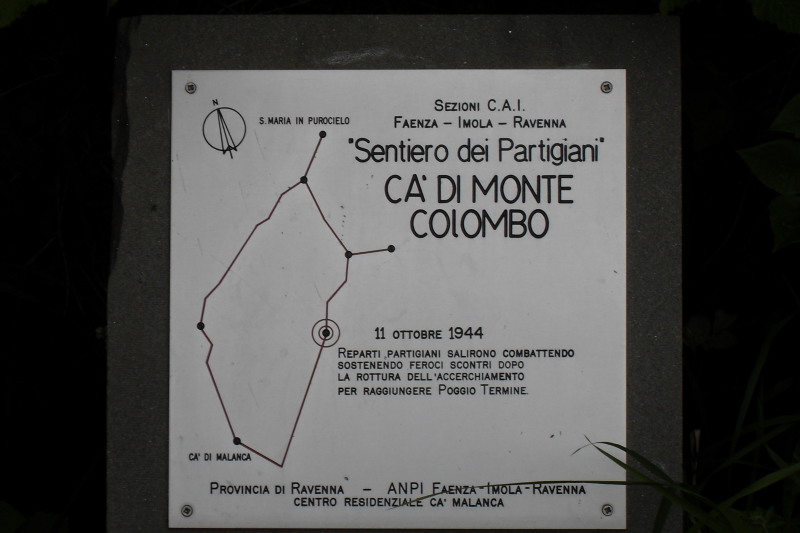 N
S. MARIA IN PUROCIELO
SEZIONI C.A.I.
FAENZA – IMOLA – RAVENNA
"Sentiero dei Partigiani"
CA' DI MONTE
COLOMBO
11 OTTOBRE 1944
REPARTI PARTIGIANI SALIRONO COMBATTENDO
SOSTENENDO FEROCI SCONTRI DOPO
LA ROTTURA DELL'ACCERCHIAMENTO
PER RAGGIUNGERE POGGIO TERMINE.
CA' DI MALANCA
PROVINCIA DI RAVENNA – ANPI FAENZA-IMOLA-RAVENNA
CENTRO RESIDENZIALE CA' MALANCA